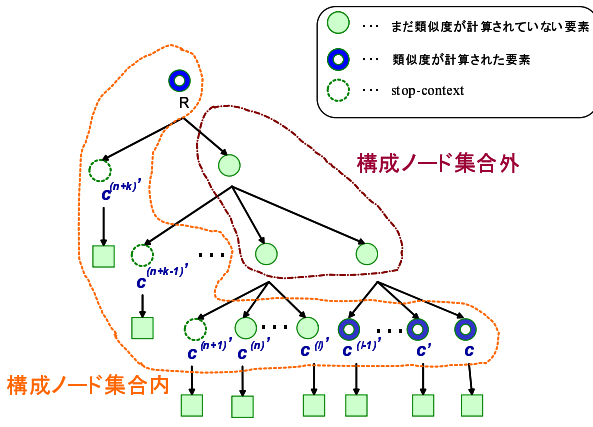 ··· まだ類似度が計算されていない要素
··· 類似度が計算された要素
··· stop-context
R
構成ノード集合外
c(n+k)’
···
c(n+k-1)’
··· ···
c(n+1)’ c(n)’ c(i)’ c(i-1)’ c’ c
構成ノード集合内